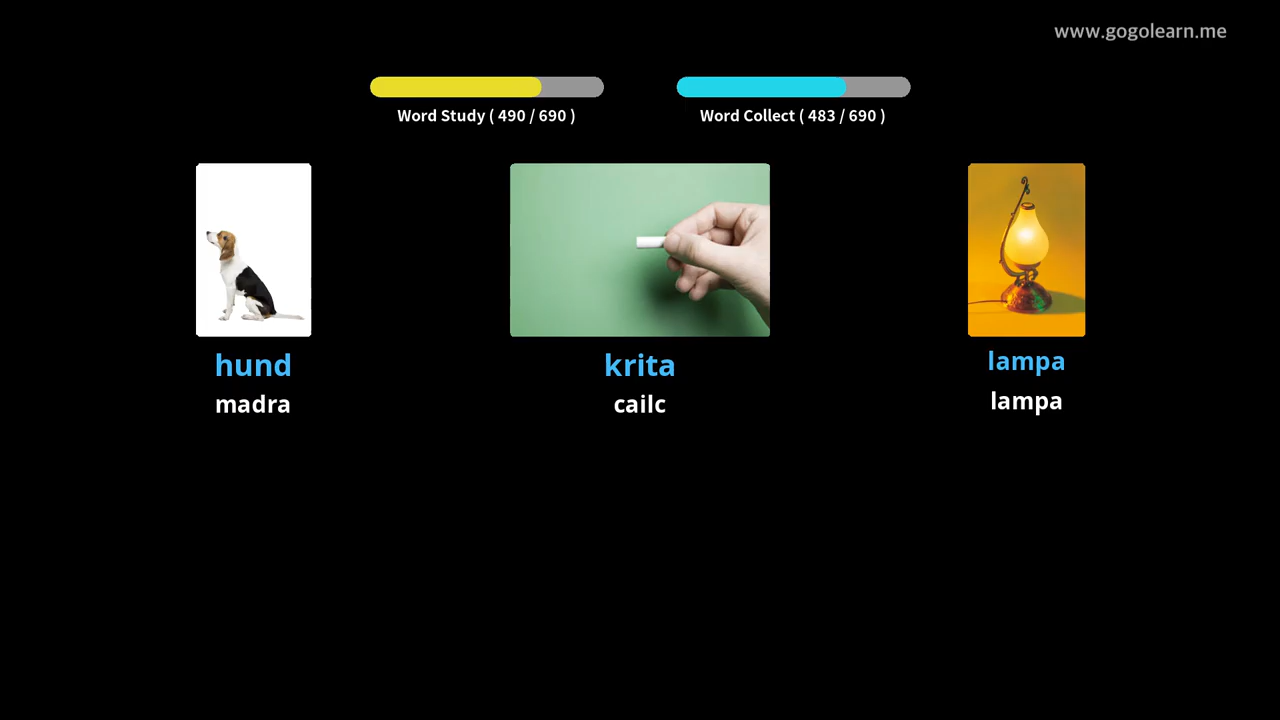 www.gogolearn.me
Word Study ( 490 / 690 )
Word Collect ( 483 / 690 )
hund
madra
krita
cailc
lampa
lampa